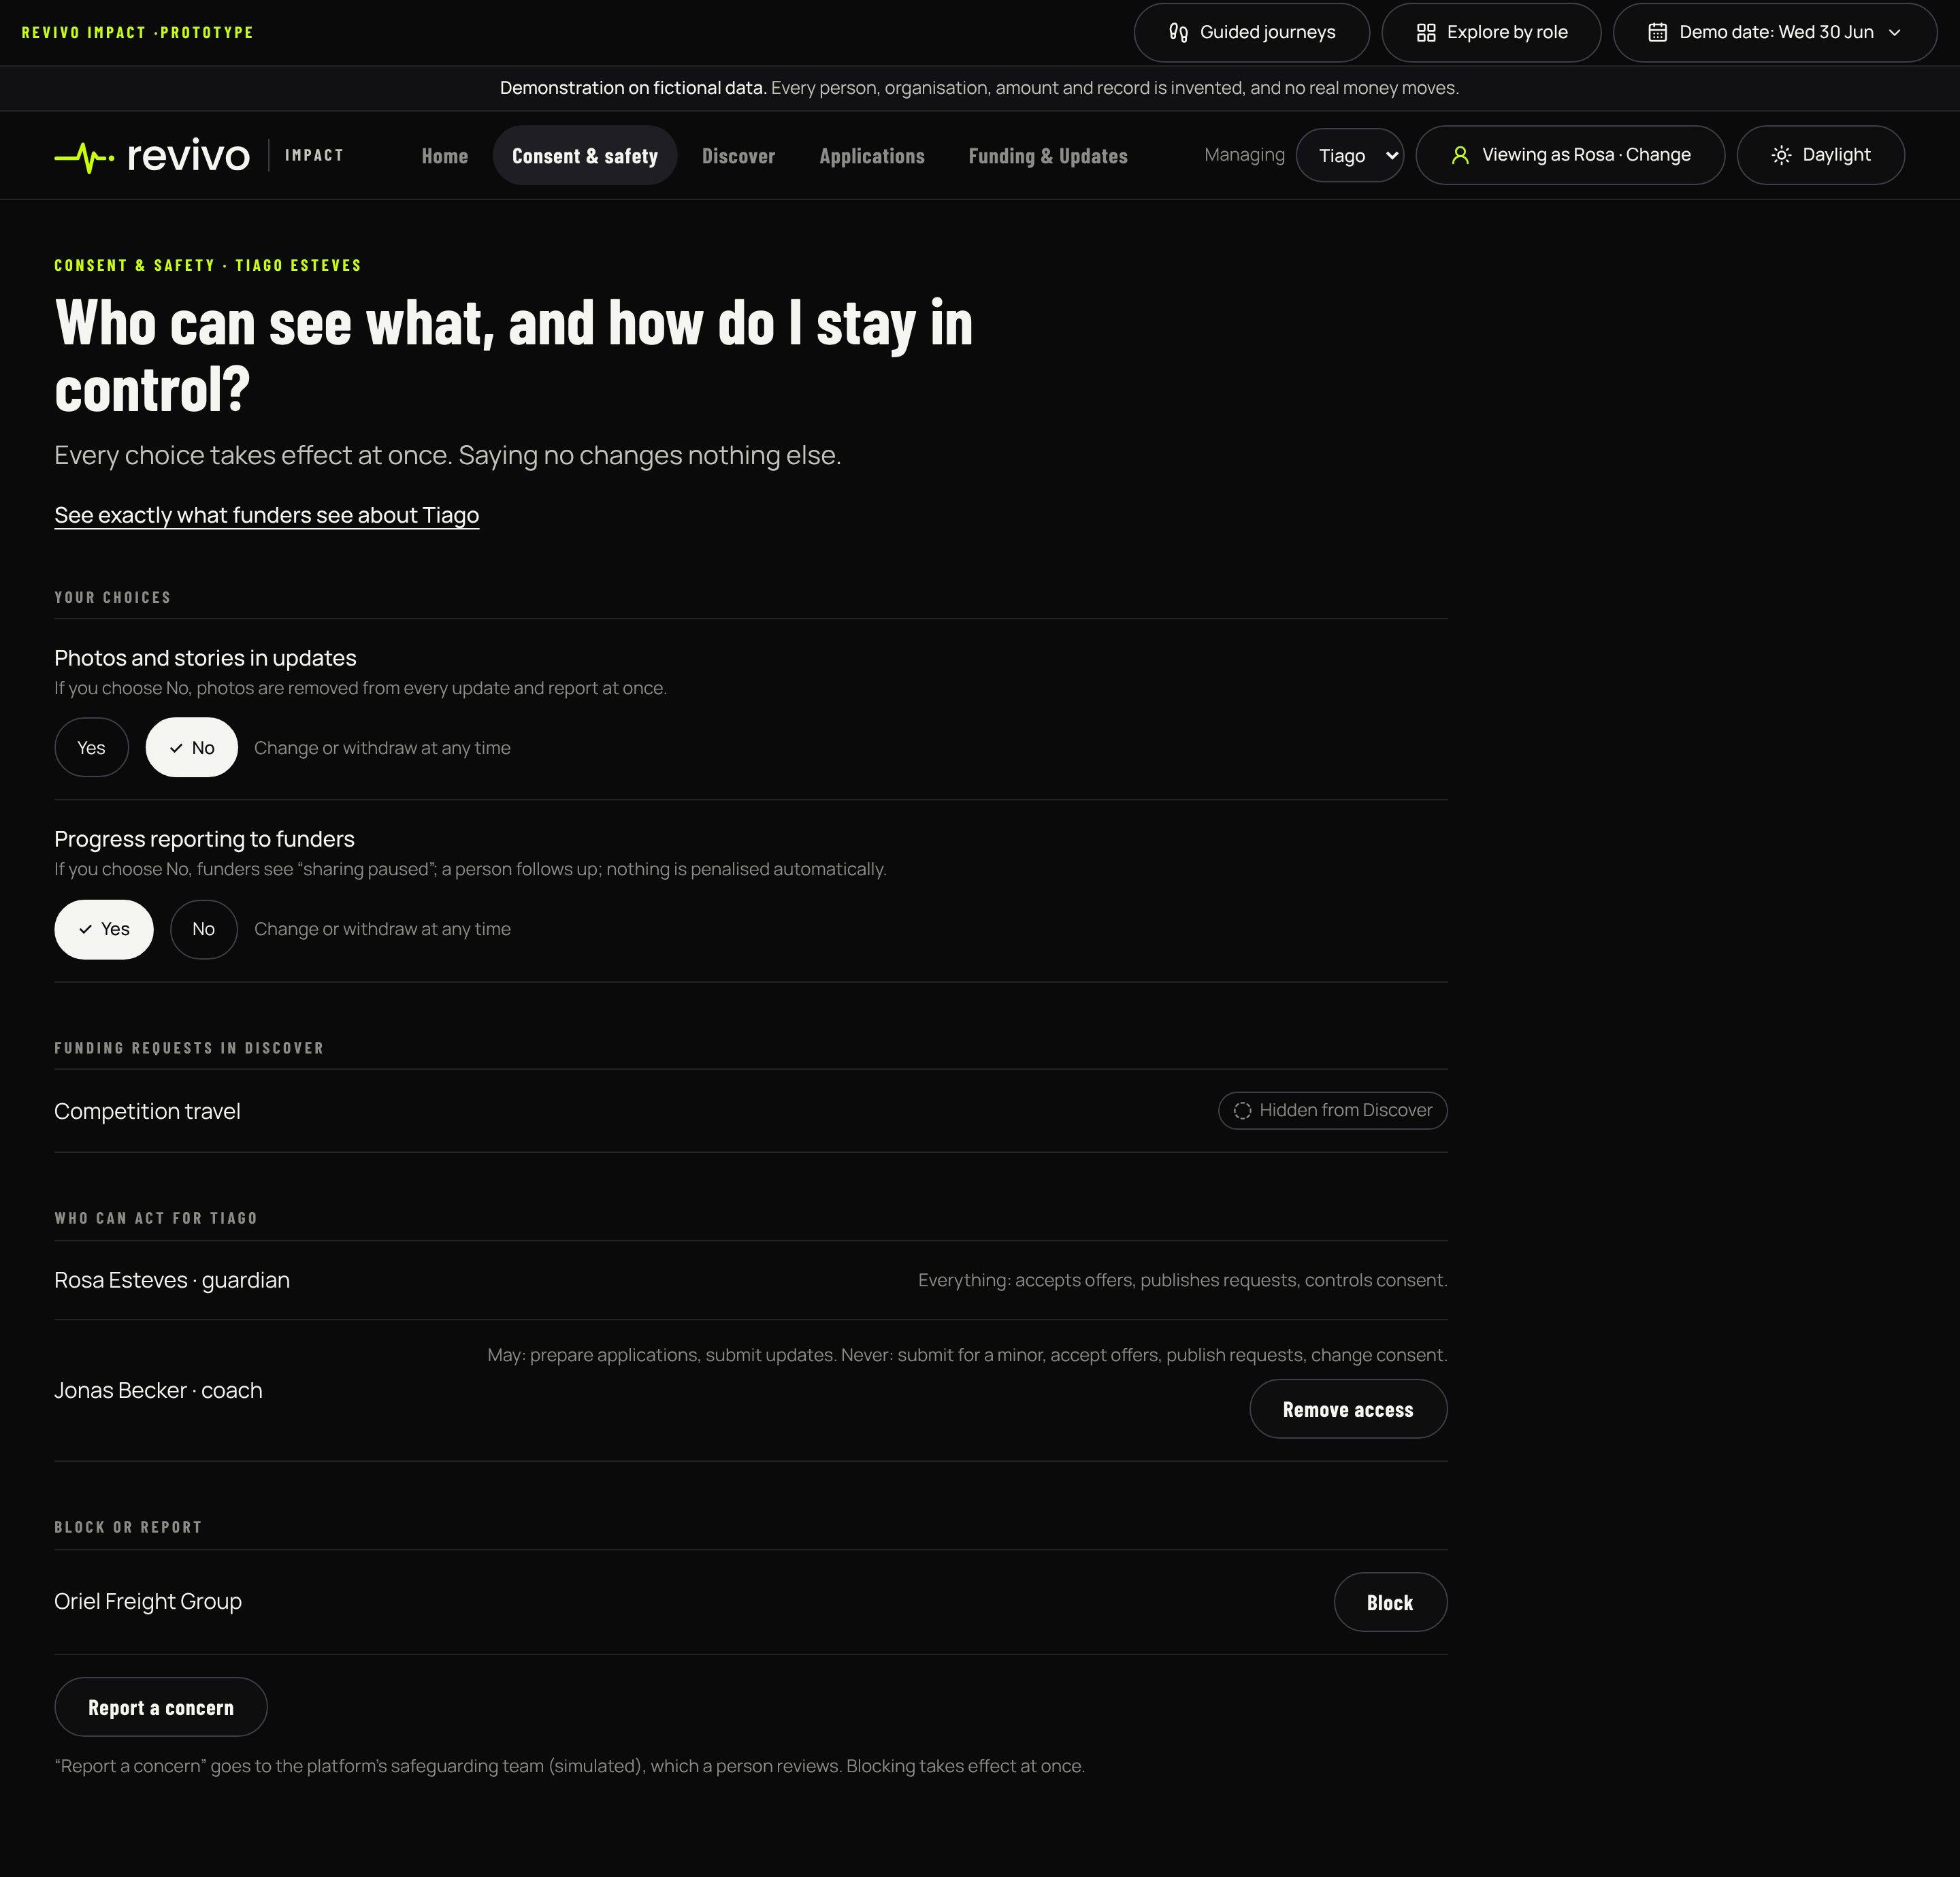 REVIVO IMPACT ·PROTOTYPE
Guided journeys
Explore by role
Demo date: Wed 30 Jun
Demonstration on fictional data. Every person, organisation, amount and record is invented, and no real money moves.
revivo
IMPACT
Home
Consent & safety
Discover
Applications
Funding & Updates
Managing
Tiago
Viewing as Rosa · Change
Daylight
CONSENT & SAFETY · TIAGO ESTEVES
Who can see what, and how do I stay in
control?
Every choice takes effect at once. Saying no changes nothing else.
See exactly what funders see about Tiago
YOUR CHOICES
Photos and stories in updates
If you choose No, photos are removed from every update and report at once.
Yes
No
Change or withdraw at any time
Progress reporting to funders
If you choose No, funders see “sharing paused”; a person follows up; nothing is penalised automatically.
Yes
No
Change or withdraw at any time
FUNDING REQUESTS IN DISCOVER
Competition travel
Hidden from Discover
WHO CAN ACT FOR TIAGO
Rosa Esteves · guardian
Everything: accepts offers, publishes requests, controls consent.
Jonas Becker · coach
May: prepare applications, submit updates. Never: submit for a minor, accept offers, publish requests, change consent.
Remove access
BLOCK OR REPORT
Oriel Freight Group
Block
Report a concern
“Report a concern” goes to the platform’s safeguarding team (simulated), which a person reviews. Blocking takes effect at once.